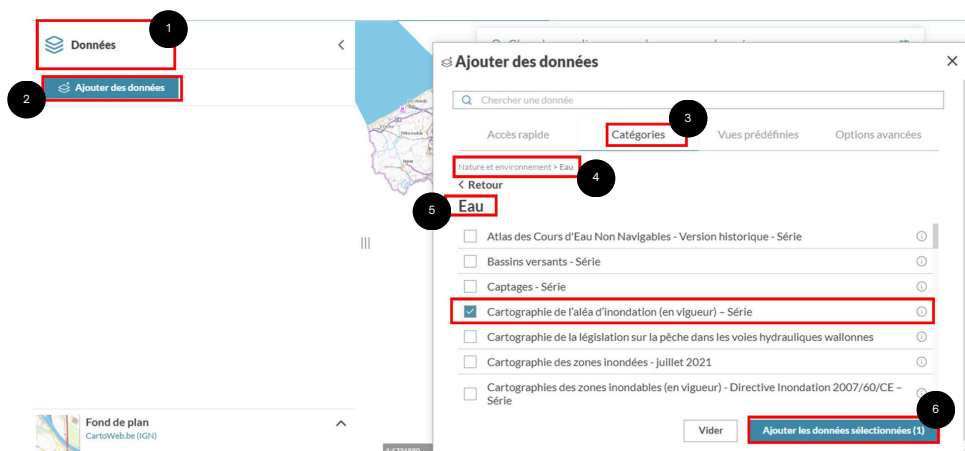 1
Données
2
Ajouter des données
Ajouter des données
Chercher une donnée
3
Accès rapide
Catégories
Vues prédéfinies
Options avancées
Nature et environnement > Eau
4
< Retour
5
Eau
Atlas des Cours d'Eau Non Navigables - Version historique - Série
Bassins versants - Série
Captages - Série
Cartographie de l’aléa d’inondation (en vigueur) – Série
Cartographie de la législation sur la pêche dans les voies hydrauliques wallonnes
Cartographie des zones inondées - juillet 2021
Cartographies des zones inondables (en vigueur) - Directive Inondation 2007/60/CE –
Série
6
Vider
Ajouter les données sélectionnées (1)
Fond de plan
CartoWeb.be (IGN)